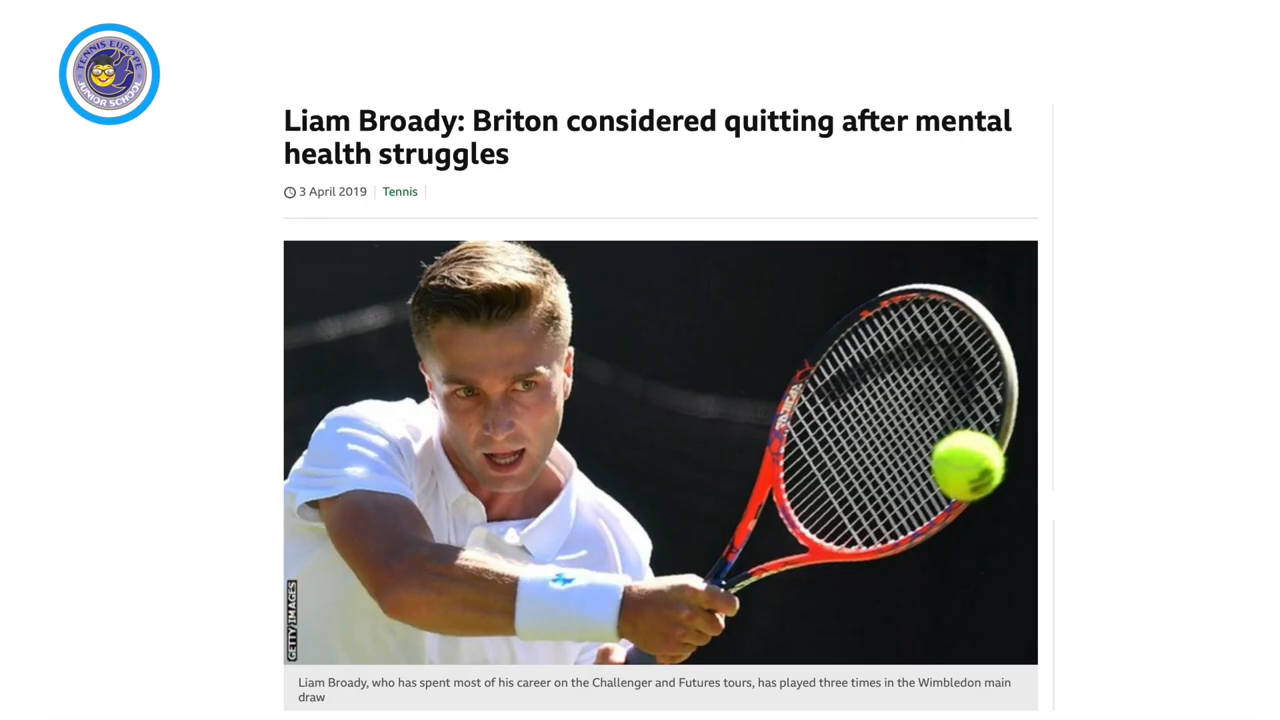 TENNIS EUROPE
JUNIOR SCHOOL
Liam Broady: Briton considered quitting after mental
health struggles
3 April 2019
Tennis
GETTY IMAGES
Liam Broady, who has spent most of his career on the Challenger and Futures tours, has played three times in the Wimbledon main
draw